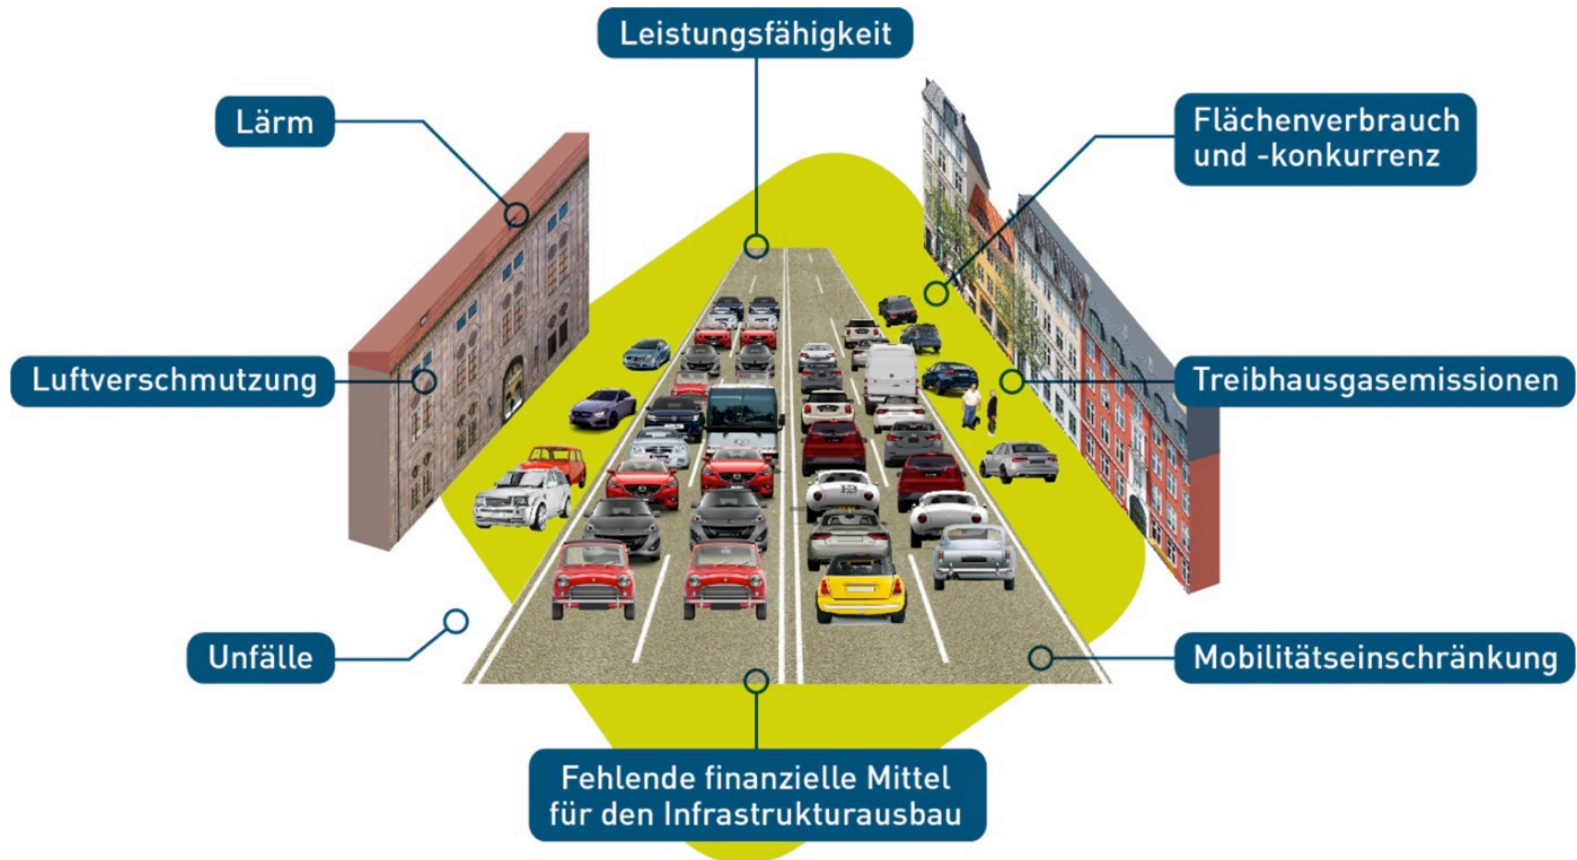 Leistungsfähigkeit
Lärm
Flächenverbrauch
und -konkurrenz
Luftverschmutzung
Treibhausgasemissionen
Unfälle
Mobilitätseinschränkung
Fehlende finanzielle Mittel
für den Infrastrukturausbau